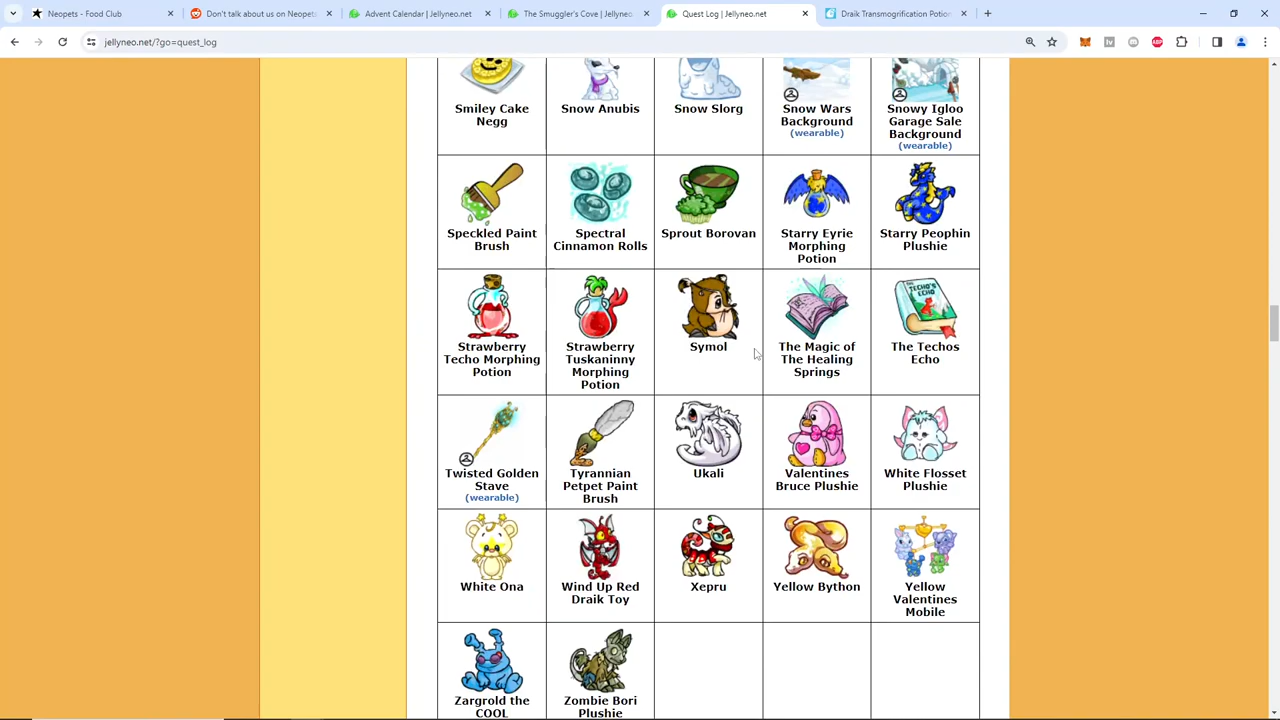 Neopets - Food Club
Don't talk about us on Neopets
Advent Calendar | Jellyneo.net
The Smuggler's Cove | Jellyneo
Quest Log | Jellyneo.net
Draik Transmogrification Potion
jellyneo.net/?go=quest_log
Smiley Cake
Negg
Snow Anubis
Snow Slorg
Snow Wars
Background
(wearable)
Snowy Igloo
Garage Sale
Background
(wearable)
Speckled Paint
Brush
Spectral
Cinnamon Rolls
Sprout Borovan
Starry Eyrie
Morphing
Potion
Starry Peophin
Plushie
Strawberry
Techo Morphing
Potion
Strawberry
Tuskaninny
Morphing
Potion
Symol
The Magic of
The Healing
Springs
The Techos
Echo
Twisted Golden
Stave
(wearable)
Tyrannian
Petpet Paint
Brush
Ukali
Valentines
Bruce Plushie
White Flosset
Plushie
White Ona
Wind Up Red
Draik Toy
Xepru
Yellow Bython
Yellow
Valentines
Mobile
Zargrold the
COOL
Zombie Bori
Plushie